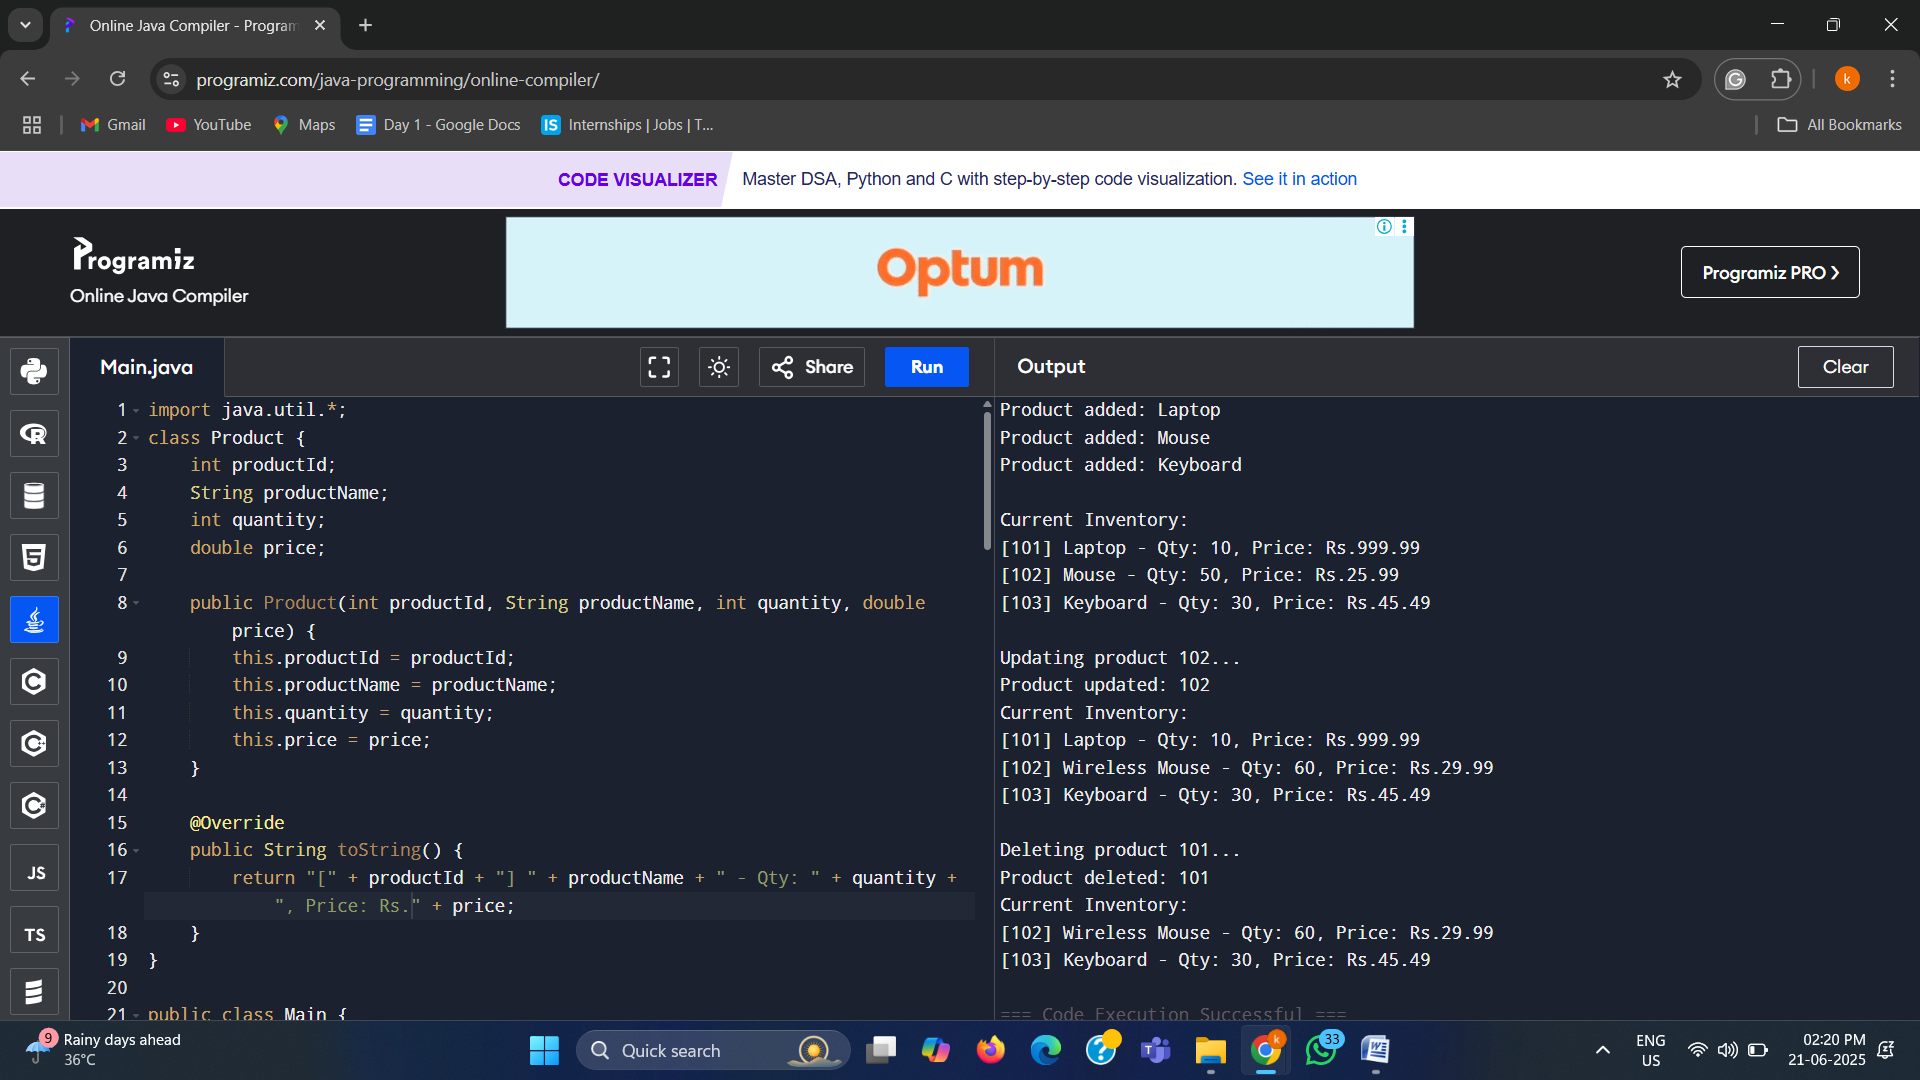 Online Java Compiler - Program
programiz.com/java-programming/online-compiler/
k
Gmail
YouTube
Maps
Day 1 - Google Docs
IS
Internships | Jobs | T...
All Bookmarks
CODE VISUALIZER
Master DSA, Python and C with step-by-step code visualization. See it in action
Programiz
Online Java Compiler
Optum
Programiz PRO ❯
Main.java
Share
Run
Output
Clear
1 import java.util.*;
2 class Product {
3 int productId;
4 String productName;
5 int quantity;
6 double price;
7
8 public Product(int productId, String productName, int quantity, double
price) {
9 this.productId = productId;
10 this.productName = productName;
11 this.quantity = quantity;
12 this.price = price;
13 }
14
15 @Override
16 public String toString() {
17 return "[" + productId + "] " + productName + " - Qty: " + quantity +
", Price: Rs." + price;
18 }
19 }
20
21 public class Main {
Product added: Laptop
Product added: Mouse
Product added: Keyboard
Current Inventory:
[101] Laptop - Qty: 10, Price: Rs.999.99
[102] Mouse - Qty: 50, Price: Rs.25.99
[103] Keyboard - Qty: 30, Price: Rs.45.49
Updating product 102...
Product updated: 102
Current Inventory:
[101] Laptop - Qty: 10, Price: Rs.999.99
[102] Wireless Mouse - Qty: 60, Price: Rs.29.99
[103] Keyboard - Qty: 30, Price: Rs.45.49
Deleting product 101...
Product deleted: 101
Current Inventory:
[102] Wireless Mouse - Qty: 60, Price: Rs.29.99
[103] Keyboard - Qty: 30, Price: Rs.45.49
=== Code Execution Successful ===
R
5
C
C++
C#
JS
TS
9
Rainy days ahead
36°C
Quick search
k
33
ENG
US
02:20 PM
21-06-2025